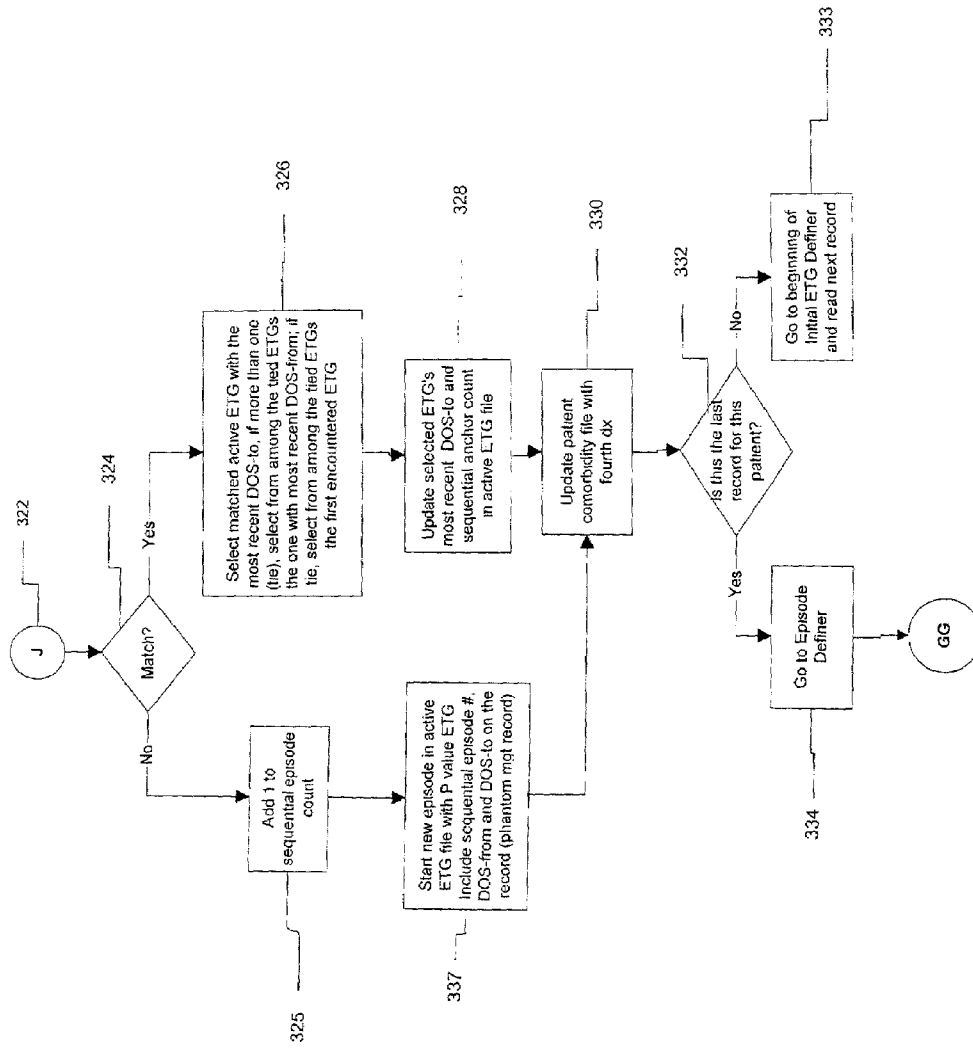 322
J
324
Match?
No
Yes
326
Select matched active ETG with the
most recent DOS-to, if more than one
(tie), select from among the tied ETGs
the one with most recent DOS-from; if
tie, select from among the tied ETGs
the first encountered ETG
Add 1 to
sequential episode
count
325
328
Update selected ETG's
most recent DOS-to and
sequential anchor count
in active ETG file
Start new episode in active
ETG file with P value ETG
Include sequential episode #,
DOS-from and DOS-to on the
record (phantom mgt record)
337
330
Update patient
comorbidity file with
fourth dx
332
Is this the last
record for this
patient?
Yes
No
333
Go to beginning of
Initial ETG Definer
and read next record
Go to Episode
Definer
334
GG